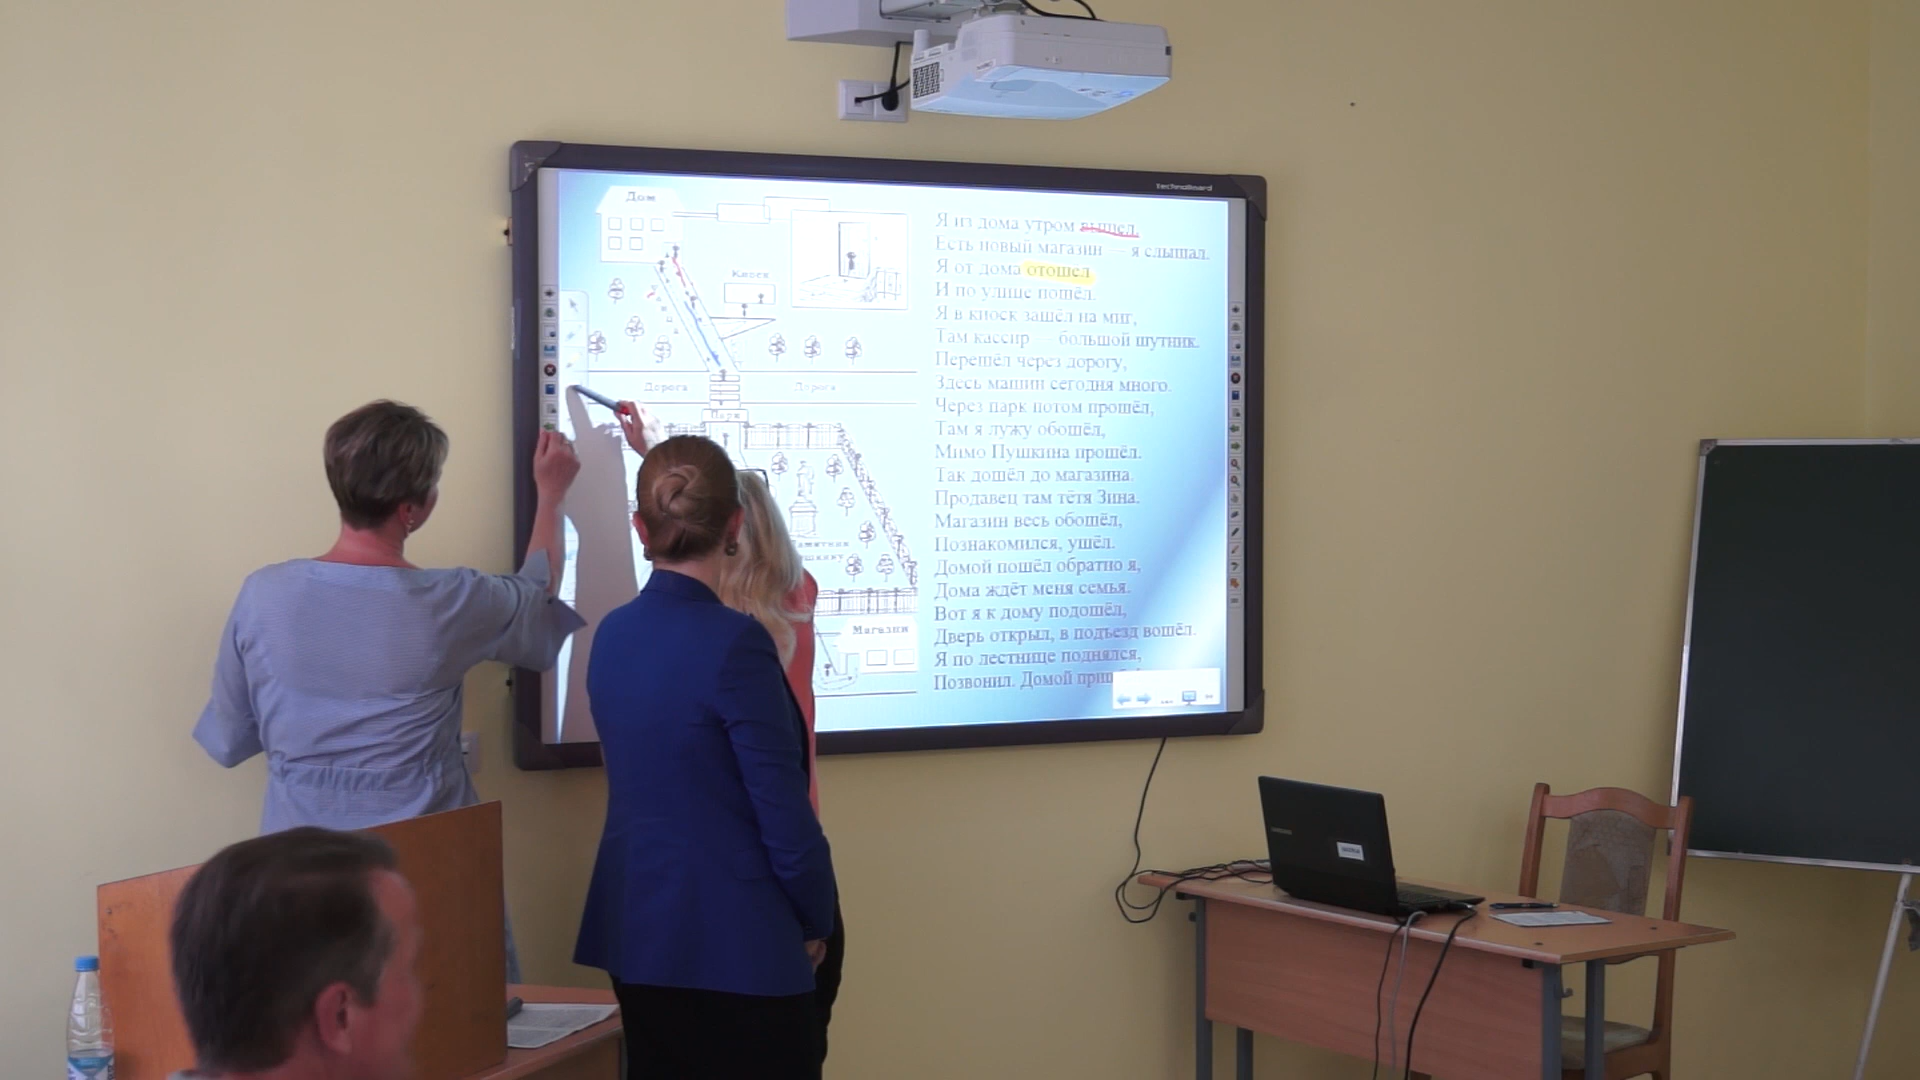 TechnoBoard
Дом
Киоск
Дорога
Дорога
Парк
Памятник
Пушкину
Магазин
Я из дома утром вышел.
Есть новый магазин — я слышал.
Я от дома отошел
И по улице пошёл.
Я в киоск зашёл на миг,
Там кассир — большой шутник.
Перешёл через дорогу,
Здесь машин сегодня много.
Через парк потом прошёл,
Там я лужу обошёл,
Мимо Пушкина прошёл.
Так дошёл до магазина.
Продавец там тётя Зина.
Магазин весь обошёл,
Познакомился, ушёл.
Домой пошёл обратно я,
Дома ждёт меня семья.
Вот я к дому подошёл,
Дверь открыл, в подъезд вошёл.
Я по лестнице поднялся,
Позвонил. Домой